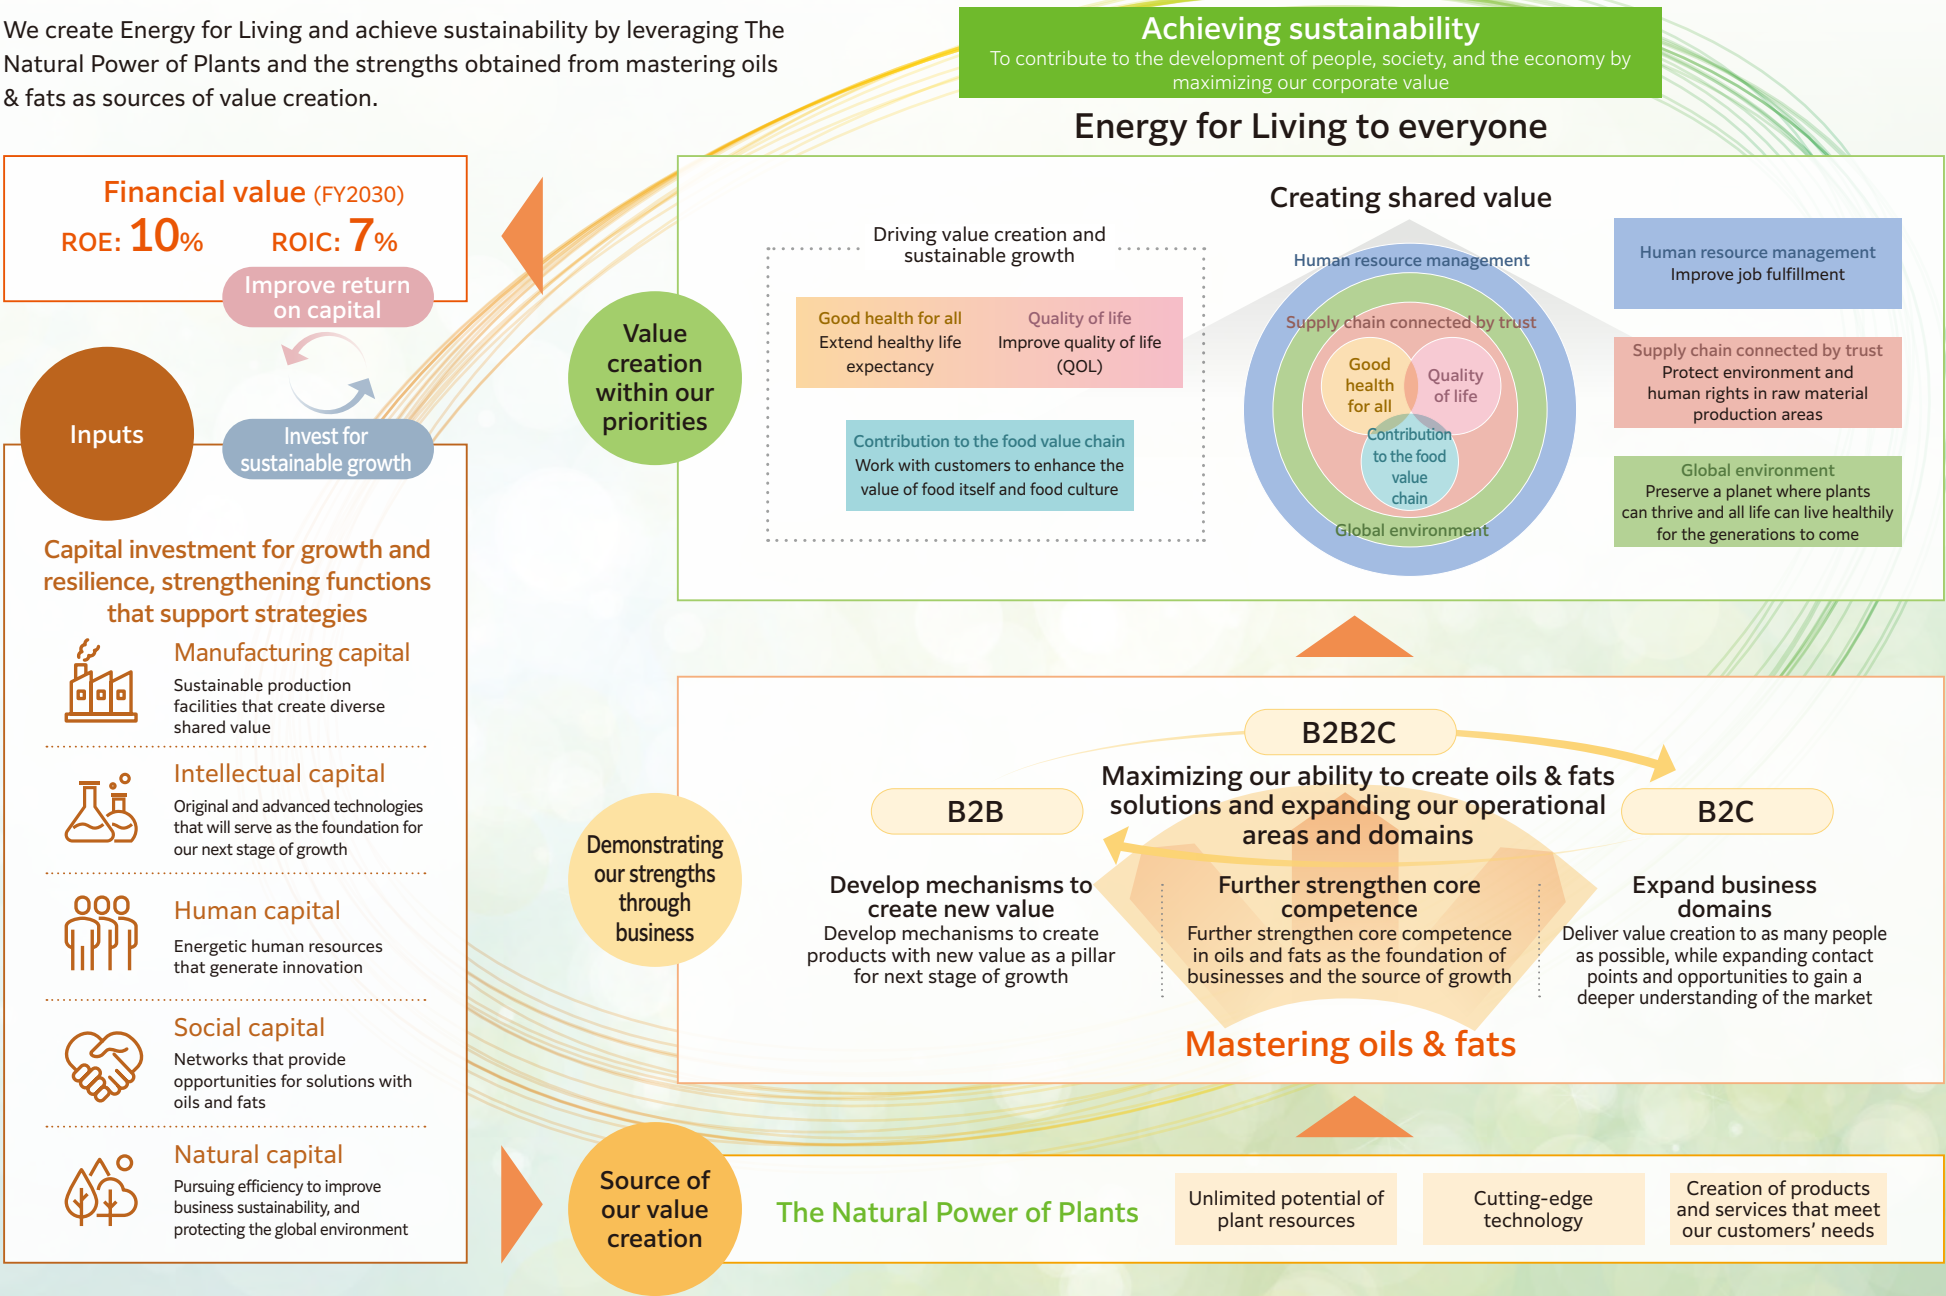 We create Energy for Living and achieve sustainability by leveraging The
Natural Power of Plants and the strengths obtained from mastering oils
& fats as sources of value creation.
Achieving sustainability
To contribute to the development of people, society, and the economy by
maximizing our corporate value
Energy for Living to everyone
Financial value (FY2030)
ROE: 10%
ROIC: 7%
Improve return
on capital
Invest for
sustainable growth
Inputs
Capital investment for growth and
resilience, strengthening functions
that support strategies
Manufacturing capital
Sustainable production
facilities that create diverse
shared value
Intellectual capital
Original and advanced technologies
that will serve as the foundation for
our next stage of growth
Human capital
Energetic human resources
that generate innovation
Social capital
Networks that provide
opportunities for solutions with
oils and fats
Natural capital
Pursuing efficiency to improve
business sustainability, and
protecting the global environment
Value
creation
within our
priorities
Driving value creation and
sustainable growth
Good health for all
Extend healthy life
expectancy
Quality of life
Improve quality of life
(QOL)
Contribution to the food value chain
Work with customers to enhance the
value of food itself and food culture
Creating shared value
Human resource management
Supply chain connected by trust
Good
health
for all
Quality
of life
Contribution
to the food
value
chain
Global environment
Human resource management
Improve job fulfillment
Supply chain connected by trust
Protect environment and
human rights in raw material
production areas
Global environment
Preserve a planet where plants
can thrive and all life can live healthily
for the generations to come
Demonstrating
our strengths
through
business
B2B2C
Maximizing our ability to create oils & fats
solutions and expanding our operational
areas and domains
B2B
B2C
Develop mechanisms to
create new value
Develop mechanisms to create
products with new value as a pillar
for next stage of growth
Further strengthen core
competence
Further strengthen core competence
in oils and fats as the foundation of
businesses and the source of growth
Expand business
domains
Deliver value creation to as many people
as possible, while expanding contact
points and opportunities to gain a
deeper understanding of the market
Mastering oils & fats
Source of
our value
creation
The Natural Power of Plants
Unlimited potential of
plant resources
Cutting-edge
technology
Creation of products
and services that meet
our customers’ needs